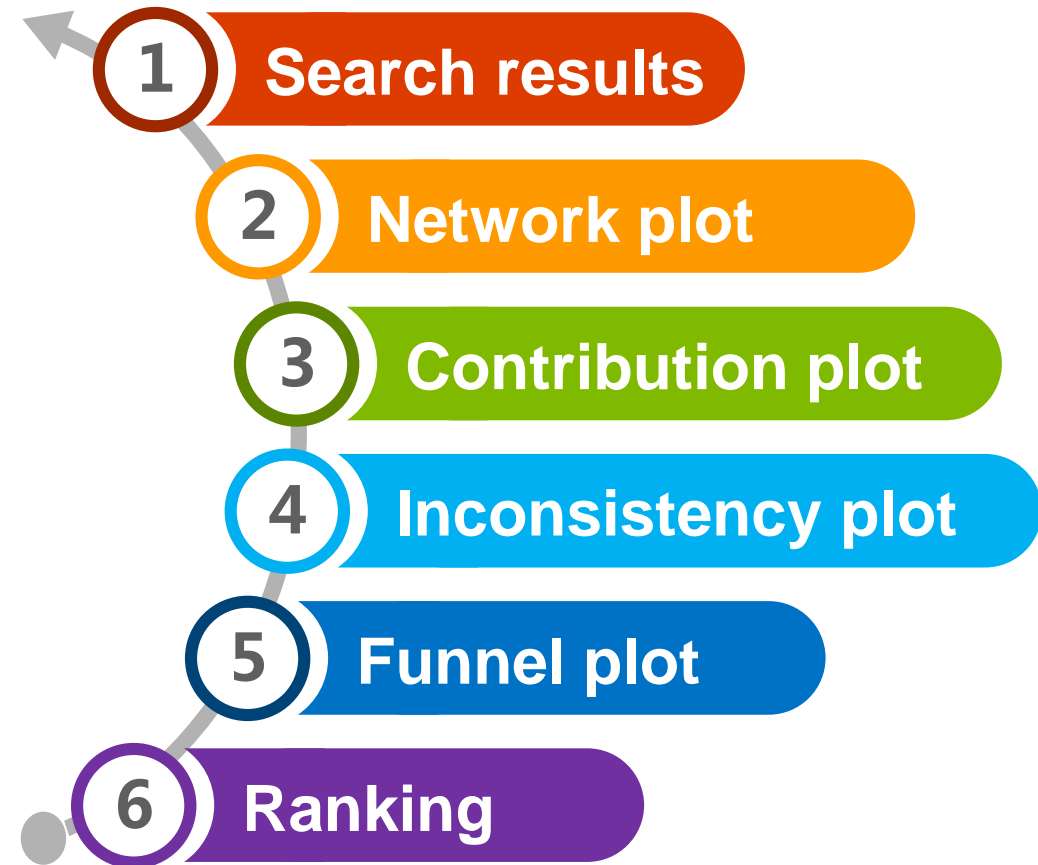 1 Search results
2 Network plot
3 Contribution plot
4 Inconsistency plot
5 Funnel plot
6 Ranking